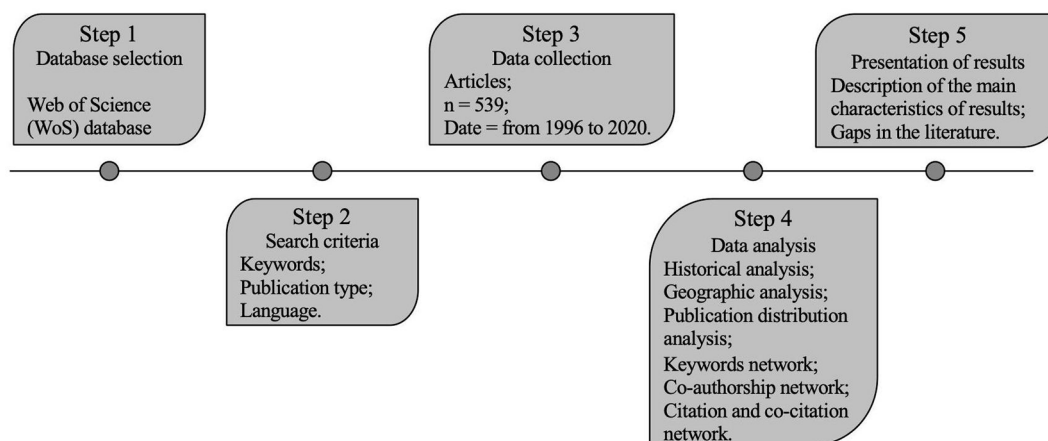 Step 1
Database selection
Web of Science
(WoS) database
Step 2
Search criteria
Keywords;
Publication type;
Language.
Step 3
Data collection
Articles;
n = 539;
Date = from 1996 to 2020.
Step 4
Data analysis
Historical analysis;
Geographic analysis;
Publication distribution
analysis;
Keywords network;
Co-authorship network;
Citation and co-citation
network.
Step 5
Presentation of results
Description of the main
characteristics of results;
Gaps in the literature.